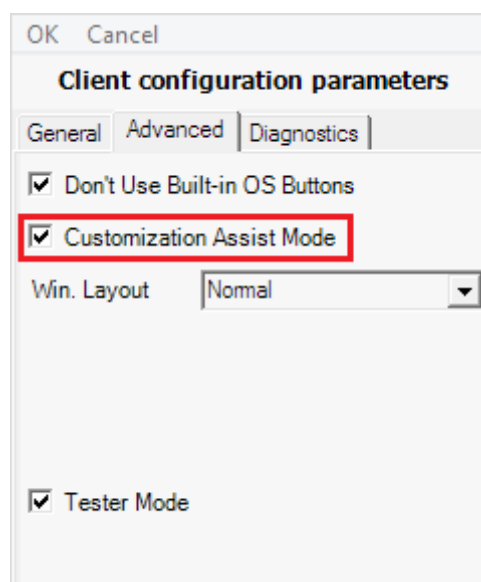 OK Cancel
Client configuration parameters
General Advanced Diagnostics
Don't Use Built-in OS Buttons
Customization Assist Mode
Win. Layout Normal
Tester Mode